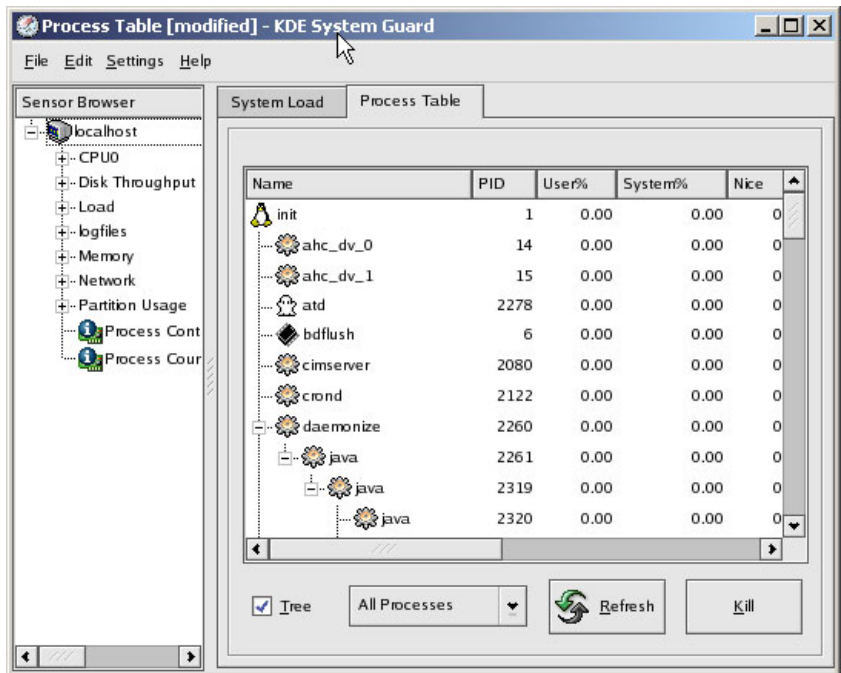 Process Table [modified] - KDE System Guard
File Edit Settings Help
Sensor Browser
localhost
CPU0
Disk Throughput
Load
logfiles
Memory
Network
Partition Usage
Process Cont
Process Cour
System Load Process Table
Name PID User% System% Nice
init 1 0.00 0.00 0
ahc_dv_0 14 0.00 0.00 0
ahc_dv_1 15 0.00 0.00 0
atd 2278 0.00 0.00 0
bdflush 6 0.00 0.00 0
cimserver 2080 0.00 0.00 0
crond 2122 0.00 0.00 0
daemonize 2260 0.00 0.00 0
java 2261 0.00 0.00 0
java 2319 0.00 0.00 0
java 2320 0.00 0.00 0
Tree All Processes Refresh Kill